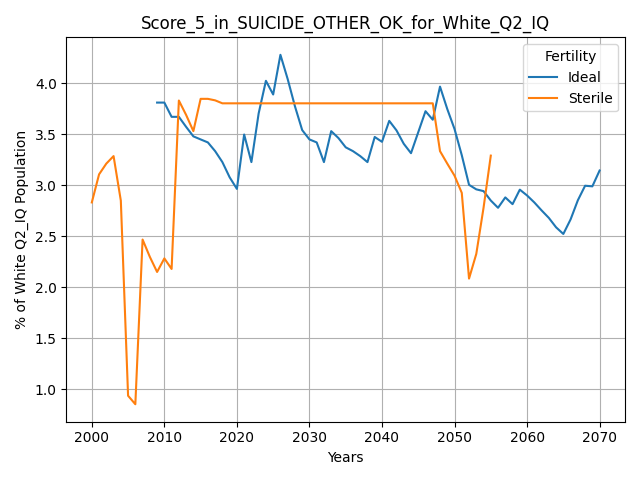 Score_5_in_SUICIDE_OTHER_OK_for_White_Q2_IQ
Fertility
Ideal
Sterile
% of White Q2_IQ Population
4.0
3.5
3.0
2.5
2.0
1.5
1.0
2000 2010 2020 2030 2040 2050 2060 2070
Years